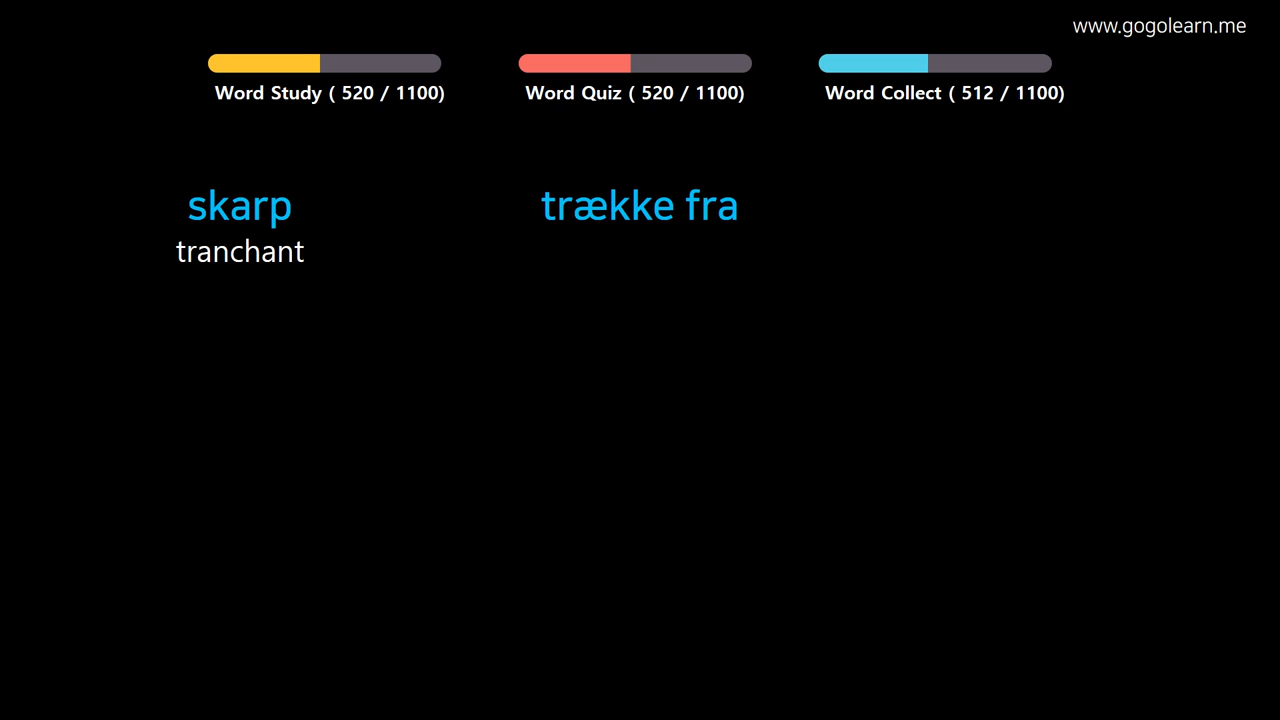 www.gogolearn.me
Word Study ( 520 / 1100)
Word Quiz ( 520 / 1100)
Word Collect ( 512 / 1100)
skarp
trække fra
tranchant